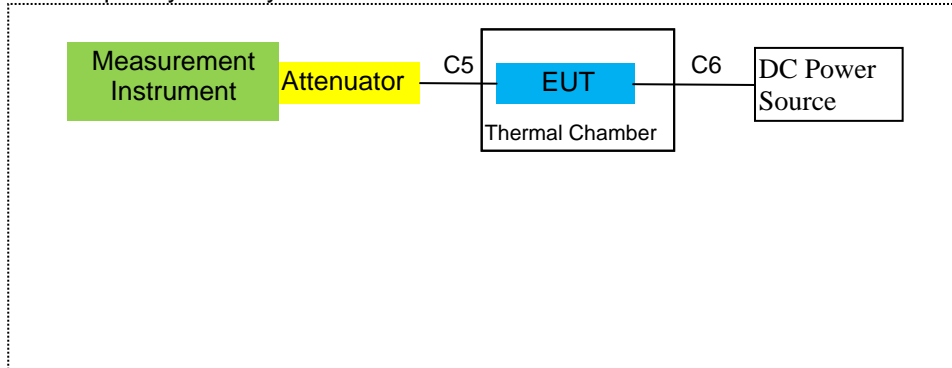 Measurement
Instrument
Attenuator
C5
EUT
Thermal Chamber
C6
DC Power
Source